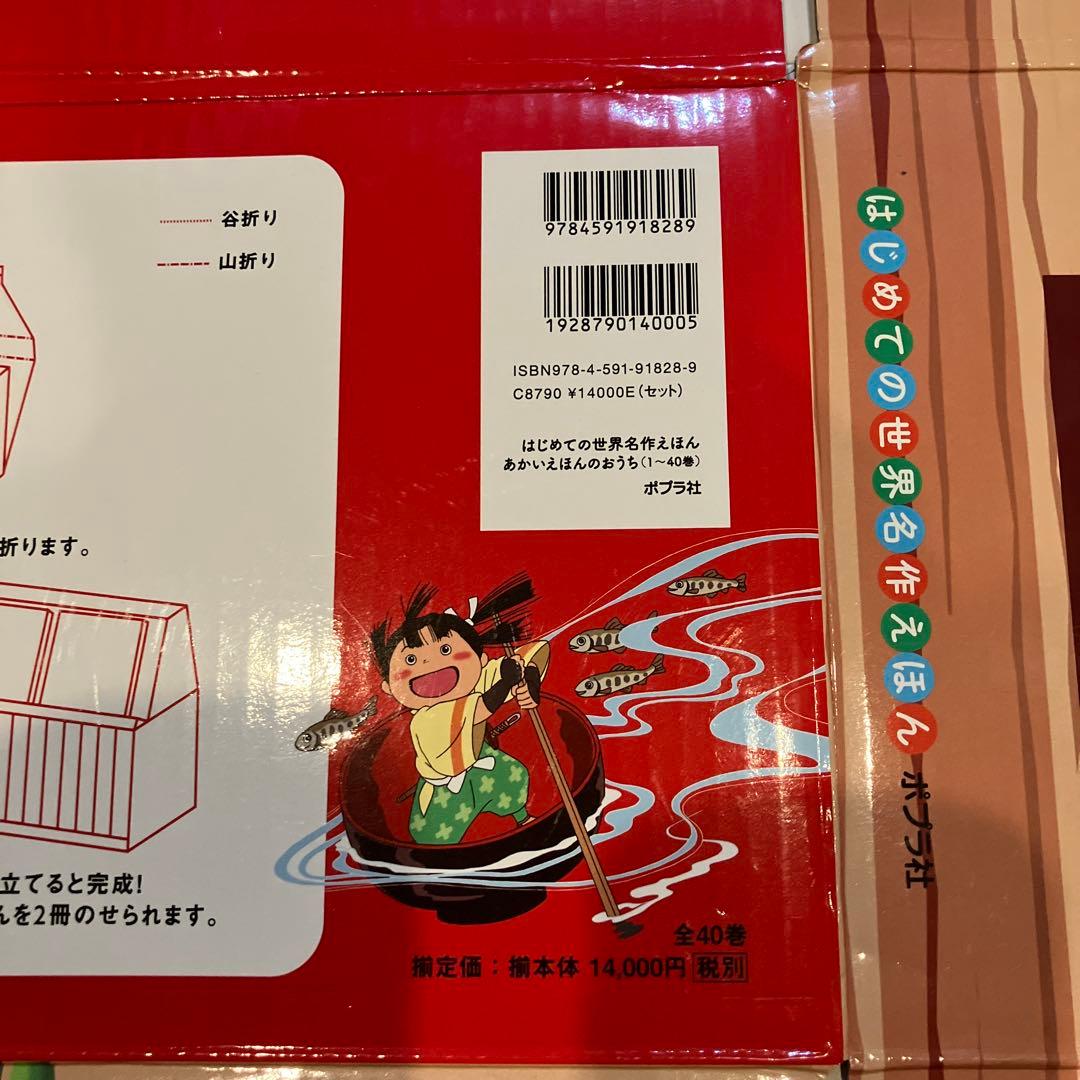 谷折り
山折り
折ります。
立てると完成!
んを2冊のせられます。
9784591918289
1928790140005
ISBN978-4-591-91828-9
C8790 ¥14000E(セット)
はじめての世界名作えほん
あかいえほんのおうち(1〜40巻)
ポプラ社
全40巻
揃定価:揃本体 14,000円 税別
はじめての世界名作えほん
ポプラ社